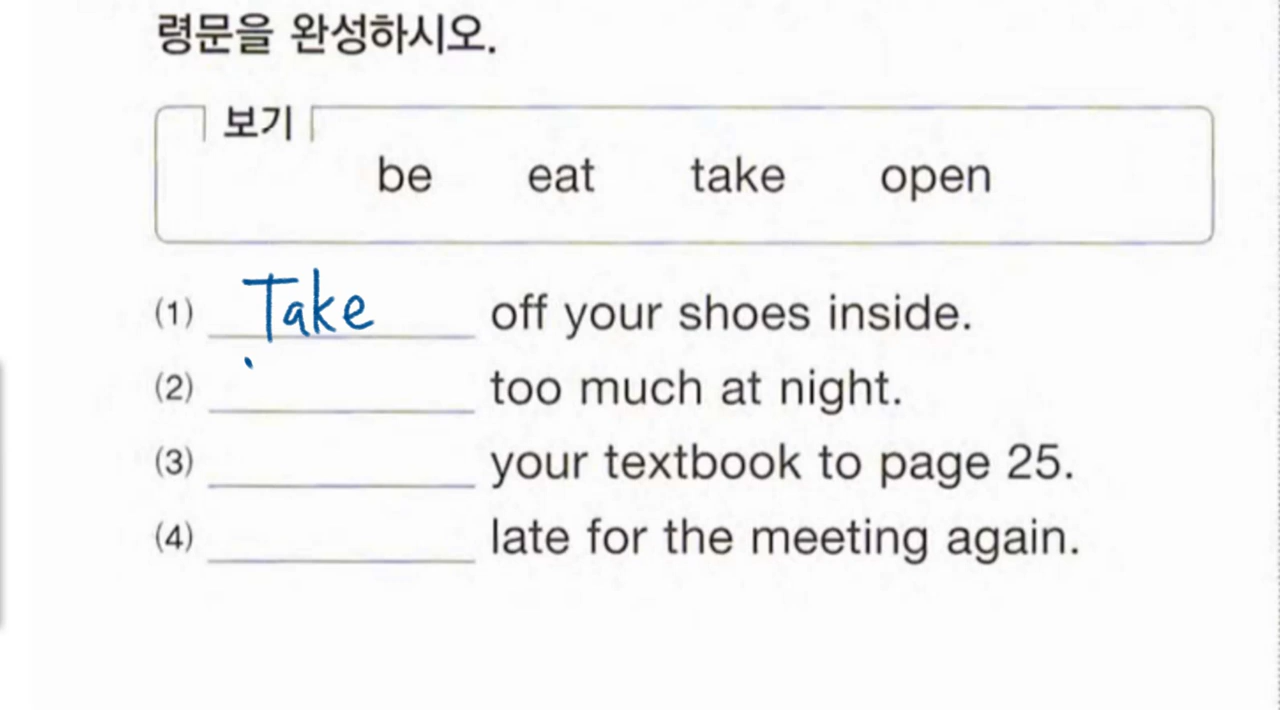 령문을 완성하시오.
보기
be eat take open
(1) Take off your shoes inside.
(2) too much at night.
(3) your textbook to page 25.
(4) late for the meeting again.